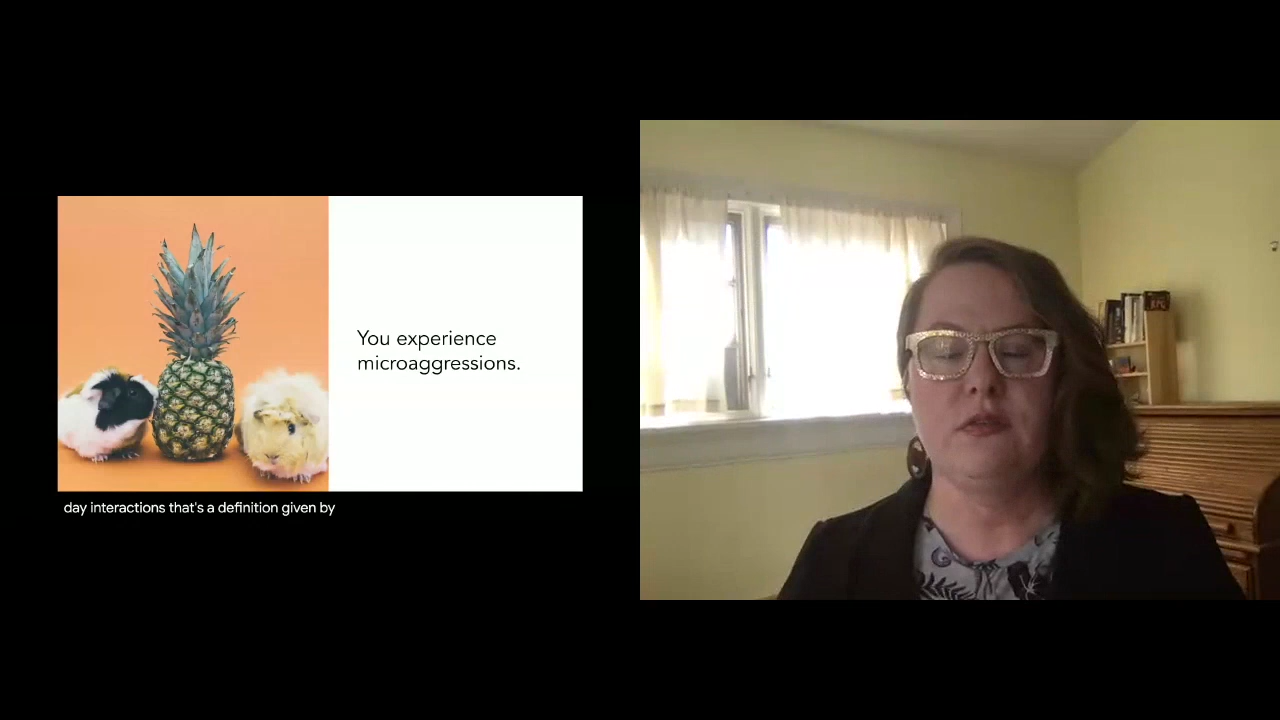 You experience
microaggressions.
day interactions that's a definition given by